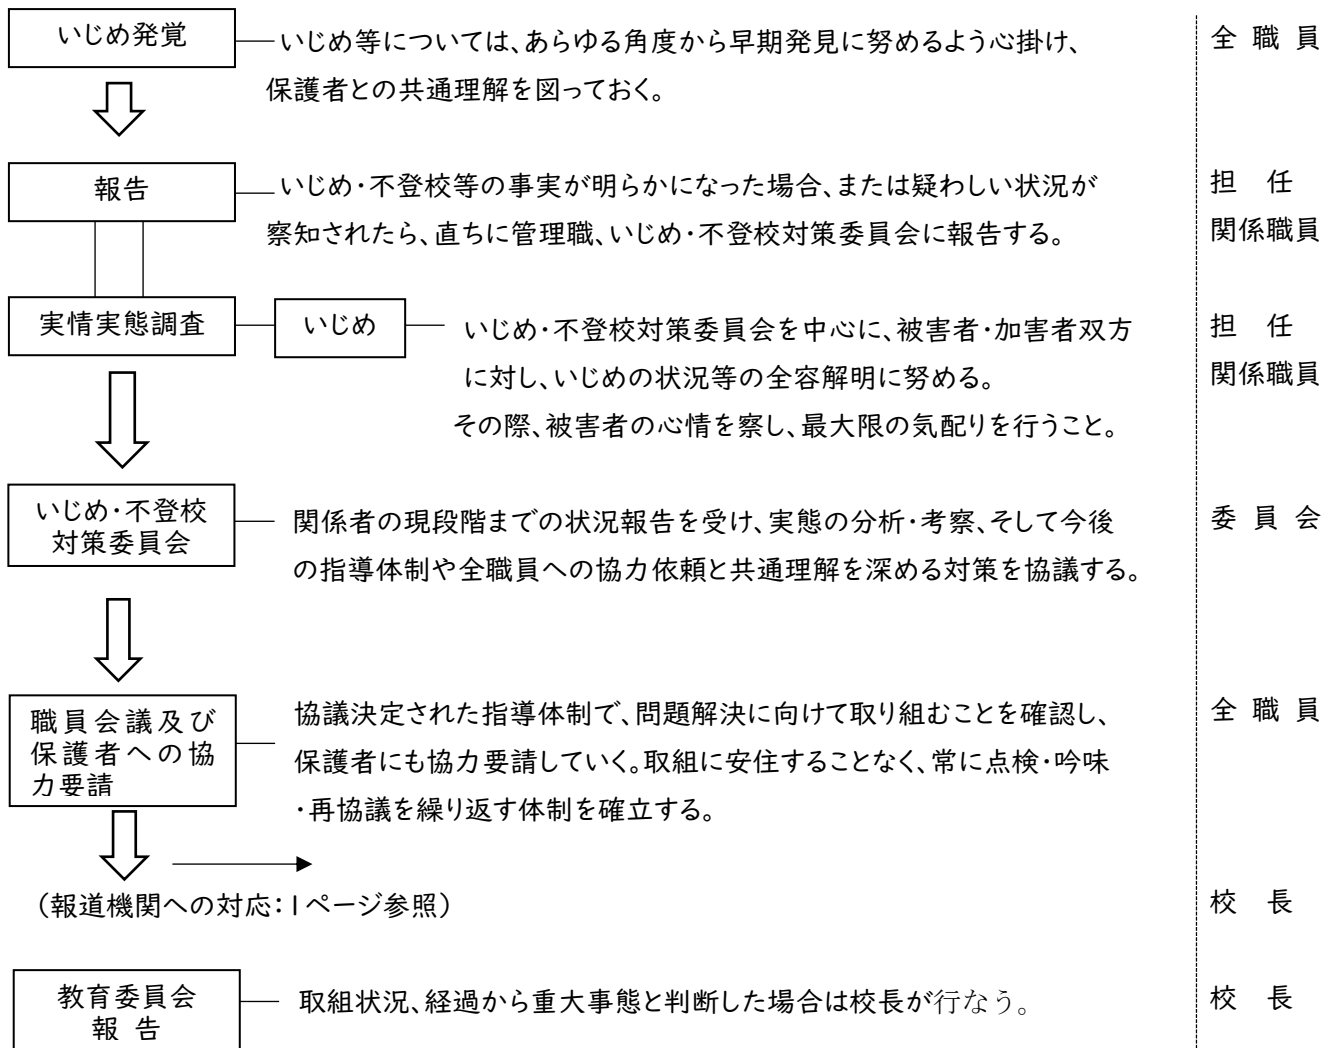 いじめ発覚
いじめ等については、あらゆる角度から早期発見に努めるよう心掛け、
保護者との共通理解を図っておく。
全 職 員
報告
いじめ・不登校等の事実が明らかになった場合、または疑わしい状況が
察知されたら、直ちに管理職、いじめ・不登校対策委員会に報告する。
担 任
関係職員
実情実態調査
いじめ
いじめ・不登校対策委員会を中心に、被害者・加害者双方
に対し、いじめの状況等の全容解明に努める。
その際、被害者の心情を察し、最大限の気配りを行うこと。
担 任
関係職員
いじめ・不登校
対策委員会
関係者の現段階までの状況報告を受け、実態の分析・考察、そして今後
の指導体制や全職員への協力依頼と共通理解を深める対策を協議する。
委 員 会
職員会議及び
保護者への協
力要請
協議決定された指導体制で、問題解決に向けて取り組むことを確認し、
保護者にも協力要請していく。取組に安住することなく、常に点検・吟味
・再協議を繰り返す体制を確立する。
全 職 員
（報道機関への対応：1ページ参照）
校 長
教育委員会
報 告
取組状況、経過から重大事態と判断した場合は校長が行なう。
校 長